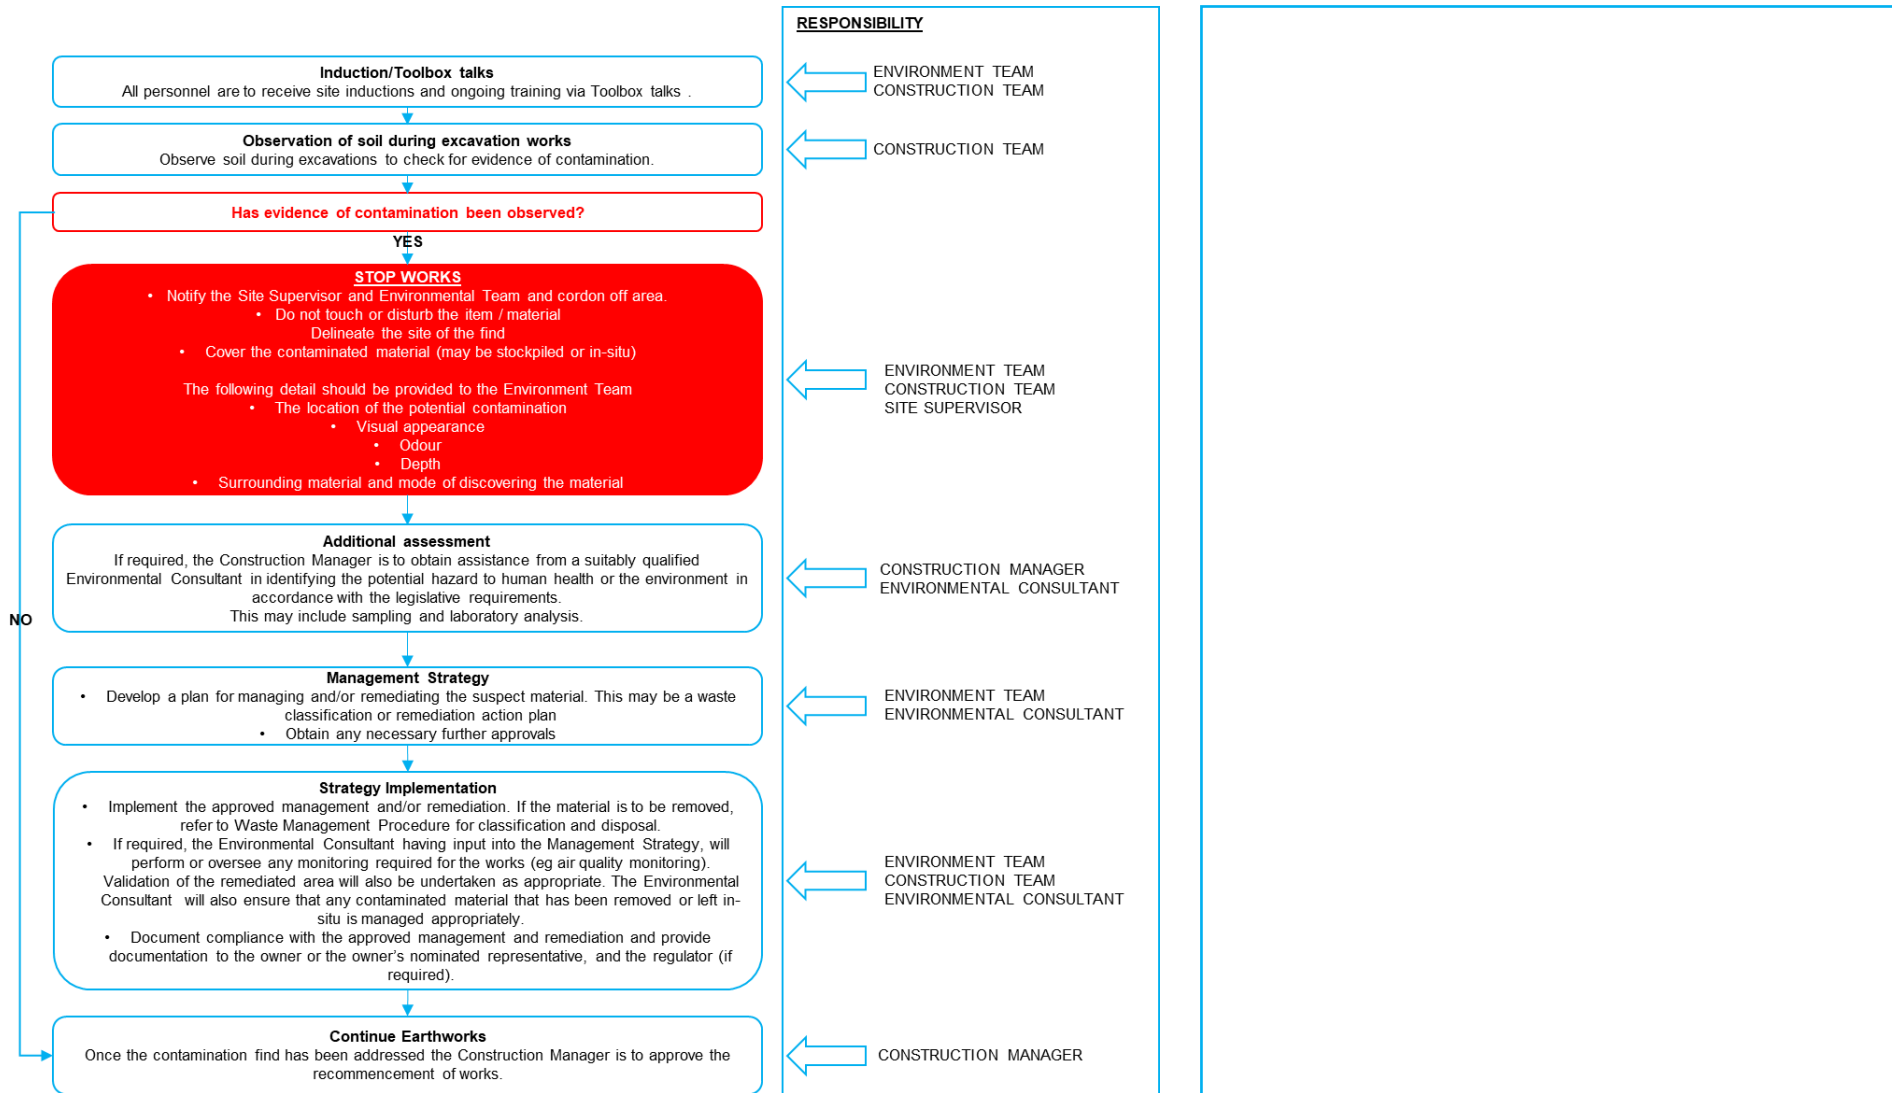 RESPONSIBILITY
Induction/Toolbox talks
All personnel are to receive site inductions and ongoing training via Toolbox talks .
ENVIRONMENT TEAM
CONSTRUCTION TEAM
Observation of soil during excavation works
Observe soil during excavations to check for evidence of contamination.
CONSTRUCTION TEAM
Has evidence of contamination been observed?
YES
STOP WORKS
• Notify the Site Supervisor and Environmental Team and cordon off area.
• Do not touch or disturb the item / material
Delineate the site of the find
• Cover the contaminated material (may be stockpiled or in-situ)
The following detail should be provided to the Environment Team
• The location of the potential contamination
• Visual appearance
• Odour
• Depth
• Surrounding material and mode of discovering the material
ENVIRONMENT TEAM
CONSTRUCTION TEAM
SITE SUPERVISOR
Additional assessment
If required, the Construction Manager is to obtain assistance from a suitably qualified
Environmental Consultant in identifying the potential hazard to human health or the environment in
accordance with the legislative requirements.
This may include sampling and laboratory analysis.
CONSTRUCTION MANAGER
ENVIRONMENTAL CONSULTANT
NO
Management Strategy
• Develop a plan for managing and/or remediating the suspect material. This may be a waste
classification or remediation action plan
• Obtain any necessary further approvals
ENVIRONMENT TEAM
ENVIRONMENTAL CONSULTANT
Strategy Implementation
• Implement the approved management and/or remediation. If the material is to be removed,
refer to Waste Management Procedure for classification and disposal.
• If required, the Environmental Consultant having input into the Management Strategy, will
perform or oversee any monitoring required for the works (eg air quality monitoring).
Validation of the remediated area will also be undertaken as appropriate. The Environmental
Consultant will also ensure that any contaminated material that has been removed or left in-
situ is managed appropriately.
• Document compliance with the approved management and remediation and provide
documentation to the owner or the owner's nominated representative, and the regulator (if
required).
ENVIRONMENT TEAM
CONSTRUCTION TEAM
ENVIRONMENTAL CONSULTANT
Continue Earthworks
Once the contamination find has been addressed the Construction Manager is to approve the
recommencement of works.
CONSTRUCTION MANAGER